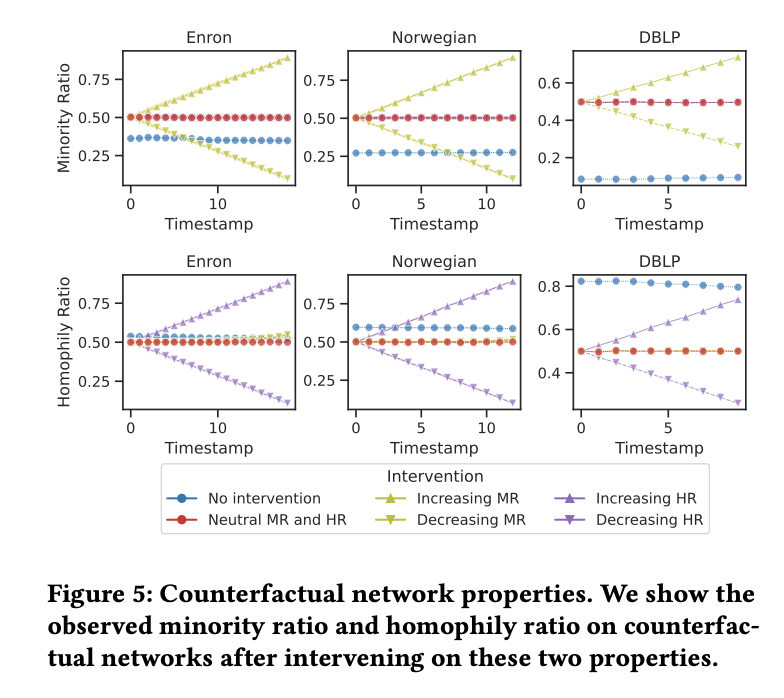 Enron Norwegian DBLP
Minority Ratio
0.75 0.50 0.25
0.75 0.50 0.25
0.6 0.4 0.2
0 10 0 5 10 0 5
Timestamp Timestamp Timestamp
Enron Norwegian DBLP
Homophily Ratio
0.75 0.50 0.25
0.75 0.50 0.25
0.8 0.6 0.4
0 10 0 5 10 0 5
Timestamp Timestamp Timestamp
Intervention
No intervention Increasing MR Increasing HR
Neutral MR and HR Decreasing MR Decreasing HR
Figure 5: Counterfactual network properties. We show the
observed minority ratio and homophily ratio on counterfac-
tual networks after intervening on these two properties.